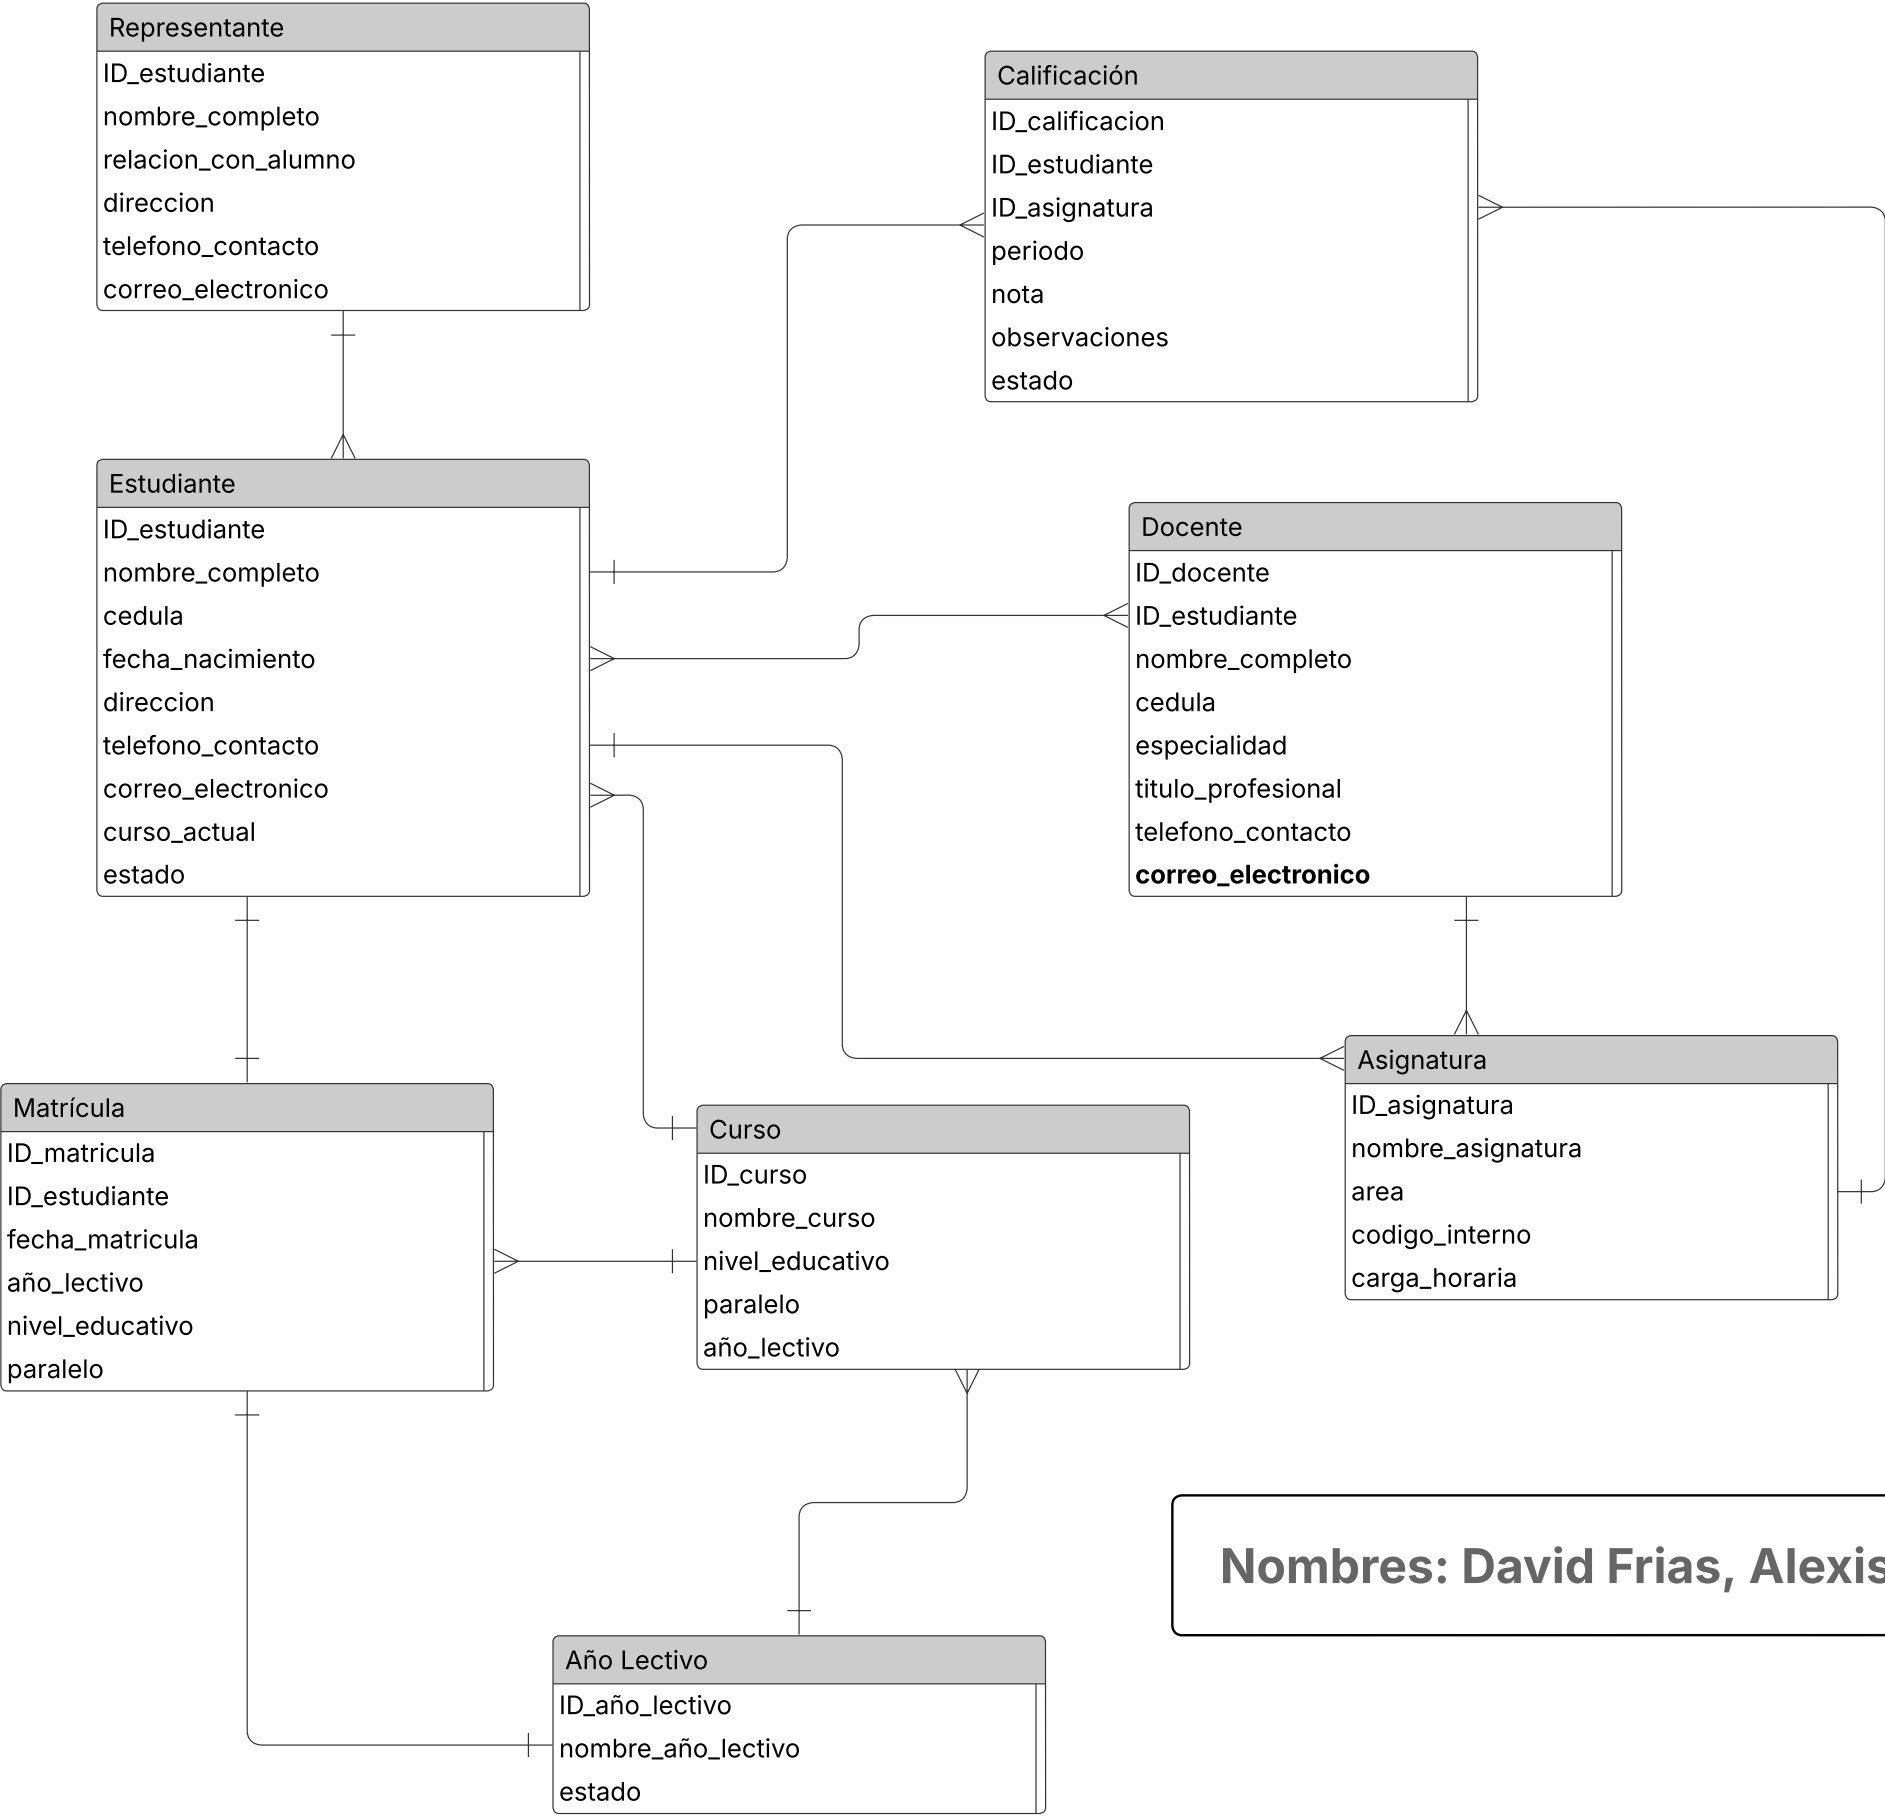 Representante
ID_estudiante
nombre_completo
relacion_con_alumno
direccion
telefono_contacto
correo_electronico
Calificación
ID_calificacion
ID_estudiante
ID_asignatura
periodo
nota
observaciones
estado
Estudiante
ID_estudiante
nombre_completo
cedula
fecha_nacimiento
direccion
telefono_contacto
correo_electronico
curso_actual
estado
Docente
ID_docente
ID_estudiante
nombre_completo
cedula
especialidad
titulo_profesional
telefono_contacto
correo_electronico
Matrícula
ID_matricula
ID_estudiante
fecha_matricula
año_lectivo
nivel_educativo
paralelo
Curso
ID_curso
nombre_curso
nivel_educativo
paralelo
año_lectivo
Asignatura
ID_asignatura
nombre_asignatura
area
codigo_interno
carga_horaria
Nombres: David Frias, Alexis
Año Lectivo
ID_año_lectivo
nombre_año_lectivo
estado